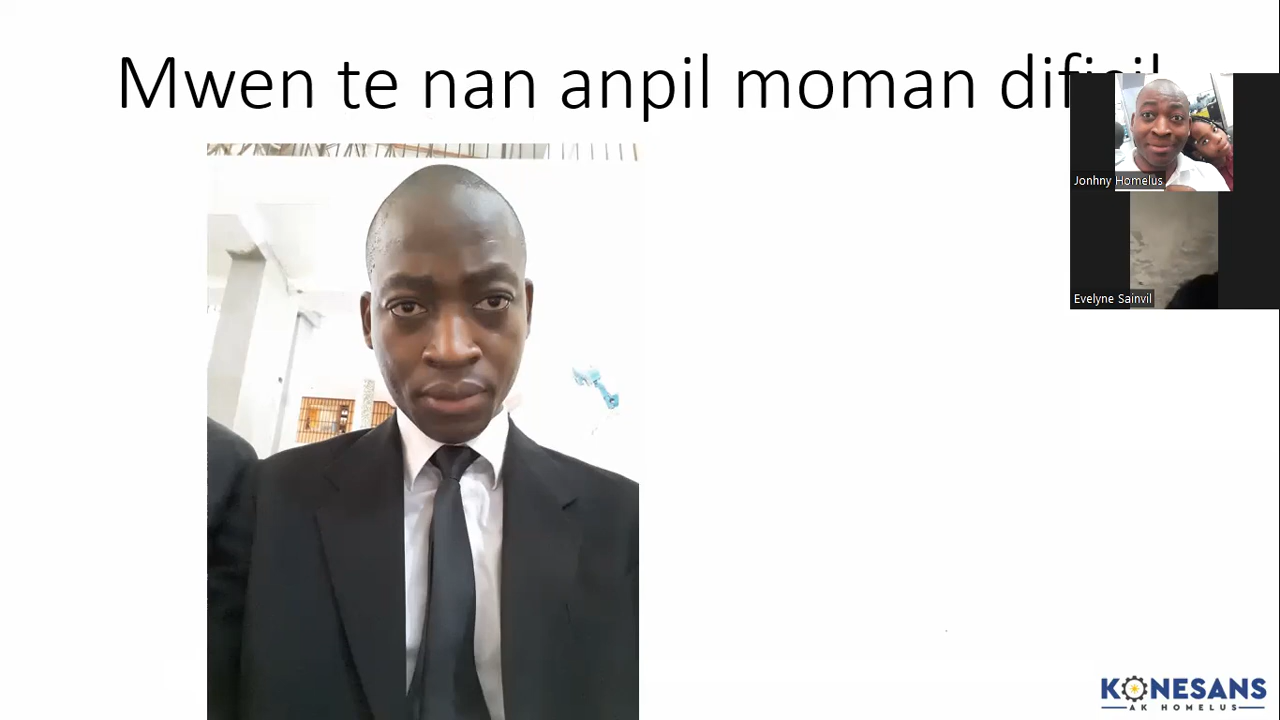 Mwen te nan anpil moman
Jonhny Homelus
Evelyne Sainvil
KONESANS
AK HOMELUS